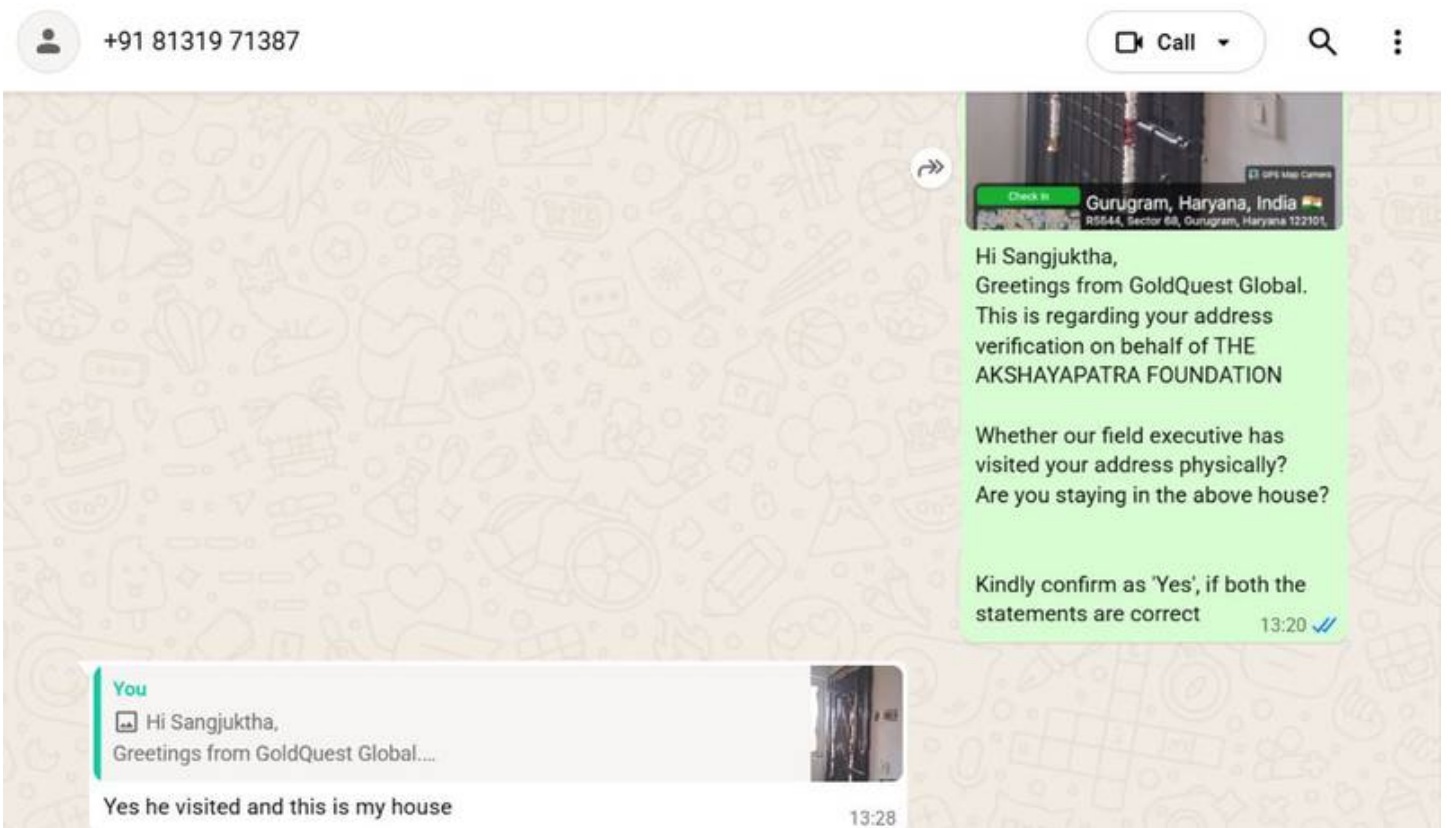 +91 81319 71387
Call
GPS Map Camera
Check In
Gurugram, Haryana, India
R5544, Sector 68, Gurugram, Haryana 122101,
Hi Sangjuktha,
Greetings from GoldQuest Global.
This is regarding your address
verification on behalf of THE
AKSHAYAPATRA FOUNDATION
Whether our field executive has
visited your address physically?
Are you staying in the above house?
Kindly confirm as 'Yes', if both the
statements are correct
13:20
You
Hi Sangjuktha,
Greetings from GoldQuest Global....
Yes he visited and this is my house
13:28